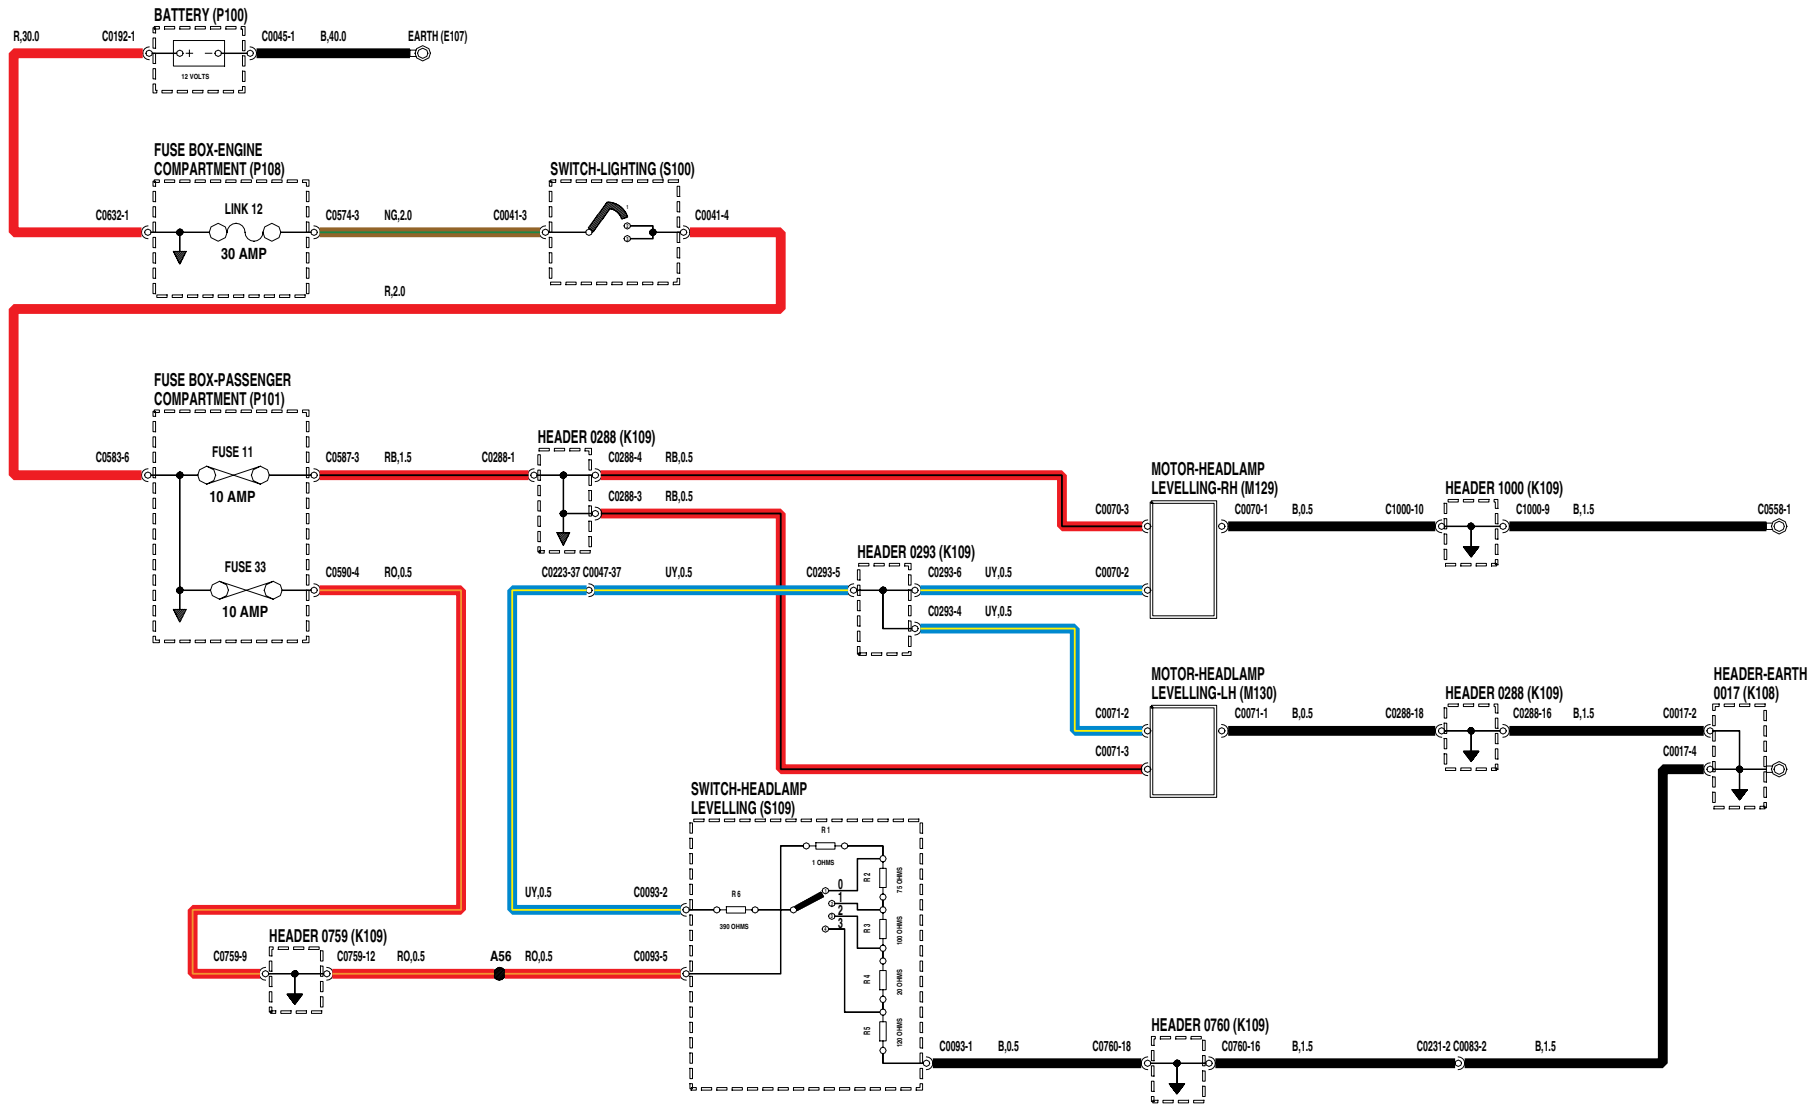 BATTERY (P100)
R,30.0 C0192-1 C0045-1 B,40.0 EARTH (E107)
+ −
12 VOLTS
FUSE BOX-ENGINE
COMPARTMENT (P108)
SWITCH-LIGHTING (S100)
C0632-1 LINK 12 C0574-3 NG,2.0 C0041-3 C0041-4
30 AMP
R,2.0
FUSE BOX-PASSENGER
COMPARTMENT (P101)
HEADER 0288 (K109)
C0583-6 FUSE 11 C0587-3 RB,1.5 C0288-1 C0288-4 RB,0.5
10 AMP
C0288-3 RB,0.5
MOTOR-HEADLAMP
LEVELLING-RH (M129)
HEADER 1000 (K109)
C0070-3 C0070-1 B,0.5 C1000-10 C1000-9 B,1.5 C0558-1
HEADER 0293 (K109)
FUSE 33 C0590-4 RO,0.5 C0223-37 C0047-37 UY,0.5 C0293-5 C0293-6 UY,0.5 C0070-2
10 AMP
C0293-4 UY,0.5
MOTOR-HEADLAMP
LEVELLING-LH (M130)
HEADER 0288 (K109)
HEADER-EARTH
0017 (K108)
C0071-2 C0071-1 B,0.5 C0288-18 C0288-16 B,1.5 C0017-2
C0071-3 C0017-4
SWITCH-HEADLAMP
LEVELLING (S109)
R 1
1 OHMS
R 2 75 OHMS
UY,0.5 C0093-2 R 6
390 OHMS
0
1
2
3
R 3 100 OHMS
HEADER 0759 (K109)
C0759-9 C0759-12 RO,0.5 A56 RO,0.5 C0093-5
R 4 20 OHMS
R5 120 OHMS
HEADER 0760 (K109)
C0093-1 B,0.5 C0760-18 C0760-16 B,1.5 C0231-2 C0083-2 B,1.5